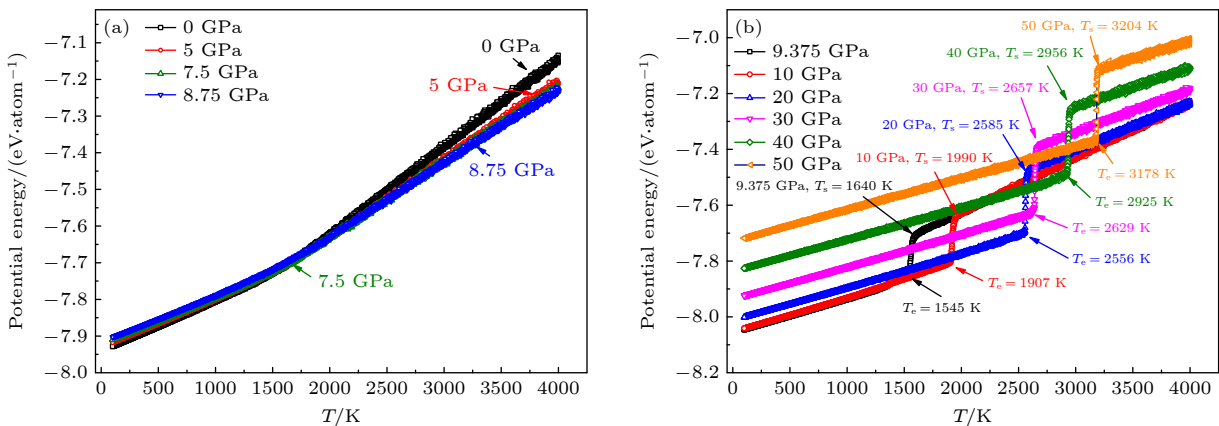 (a)
0 GPa
5 GPa
7.5 GPa
8.75 GPa
0 GPa
5 GPa
8.75 GPa
7.5 GPa
−7.1
−7.2
−7.3
−7.4
−7.5
−7.6
−7.7
−7.8
−7.9
−8.0
Potential energy/(eV·atom⁻¹)
0 500 1000 1500 2000 2500 3000 3500 4000
T/K
(b)
9.375 GPa
10 GPa
20 GPa
30 GPa
40 GPa
50 GPa
50 GPa, Tₛ = 3204 K
40 GPa, Tₛ = 2956 K
30 GPa, Tₛ = 2657 K
20 GPa, Tₛ = 2585 K
10 GPa, Tₛ = 1990 K
9.375 GPa, Tₛ = 1640 K
Tₑ = 3178 K
Tₑ = 2925 K
Tₑ = 2629 K
Tₑ = 2556 K
Tₑ = 1907 K
Tₑ = 1545 K
−7.0
−7.2
−7.4
−7.6
−7.8
−8.0
−8.2
Potential energy/(eV·atom⁻¹)
0 500 1000 1500 2000 2500 3000 3500 4000
T/K